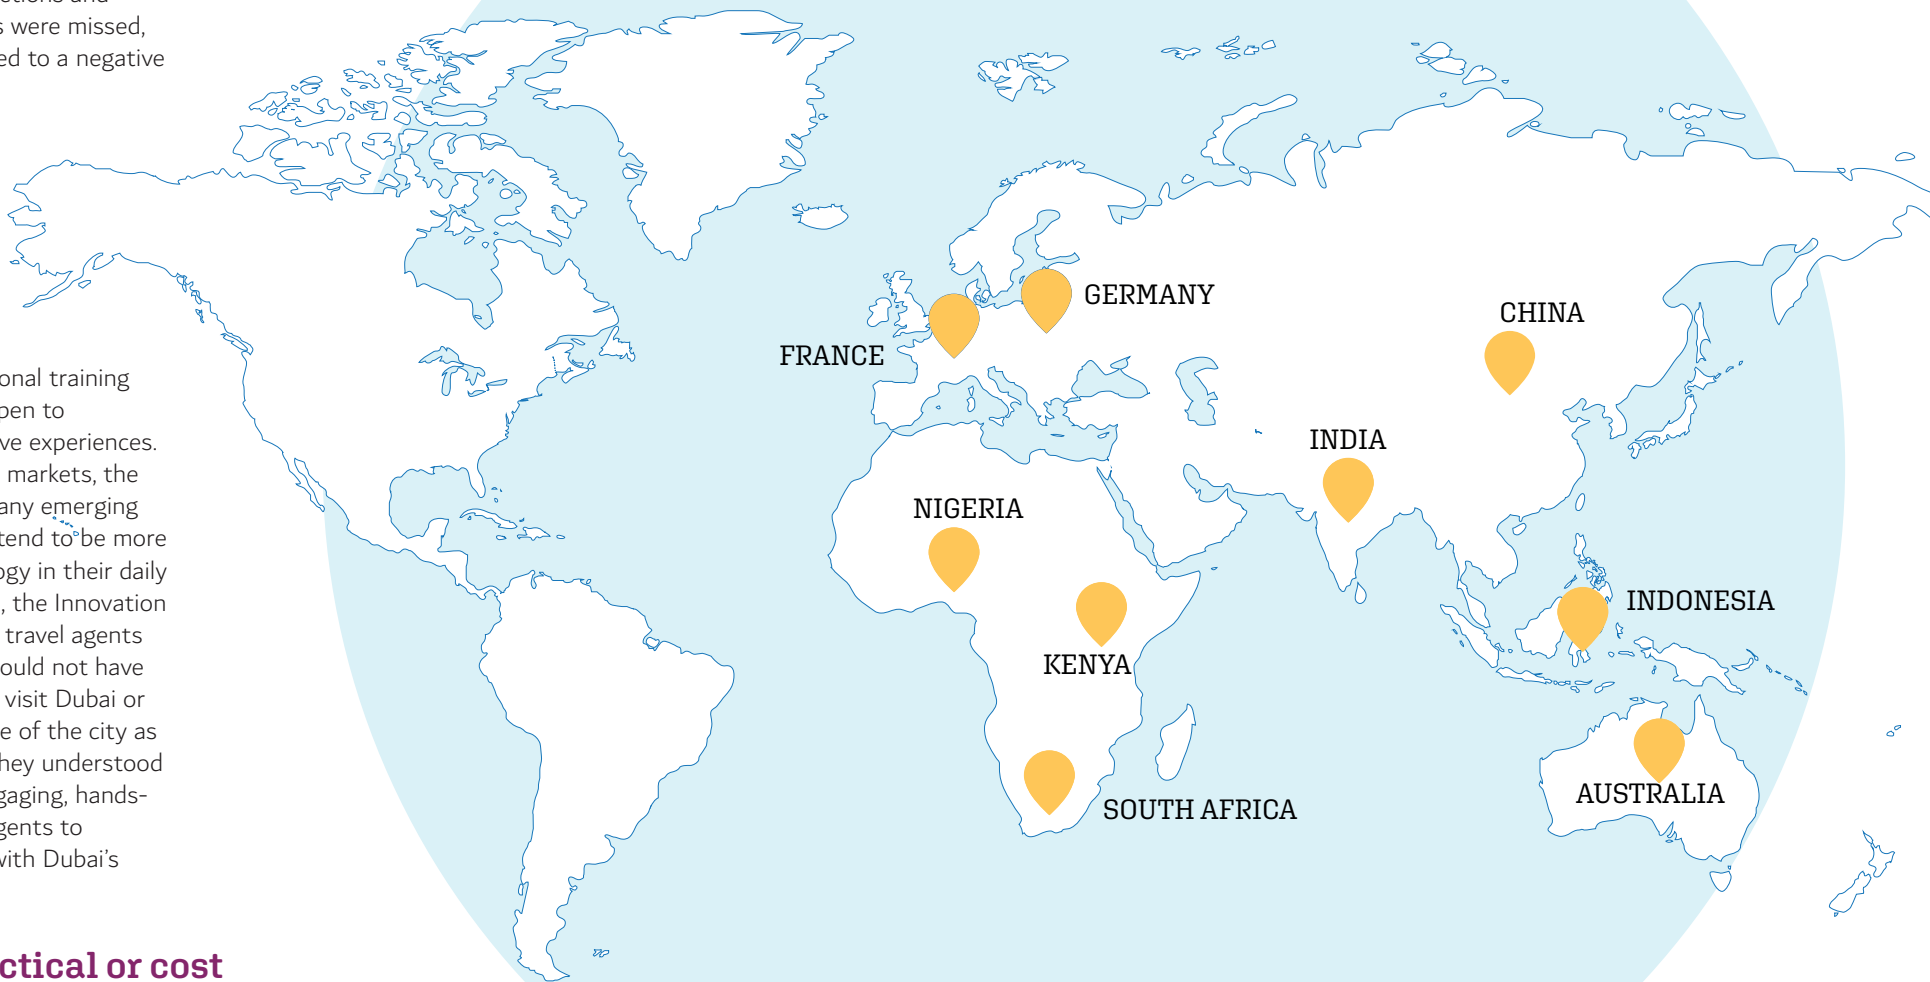 s were missed,
ed to a negative
onal training
pen to
ve experiences.
markets, the
any emerging
tend to be more
ogy in their daily
, the Innovation
travel agents
ould not have
visit Dubai or
e of the city as
hey understood
gaging, hands-
gents to
with Dubai’s
ctical or cost
GERMANY
CHINA
FRANCE
INDIA
NIGERIA
INDONESIA
KENYA
AUSTRALIA
SOUTH AFRICA